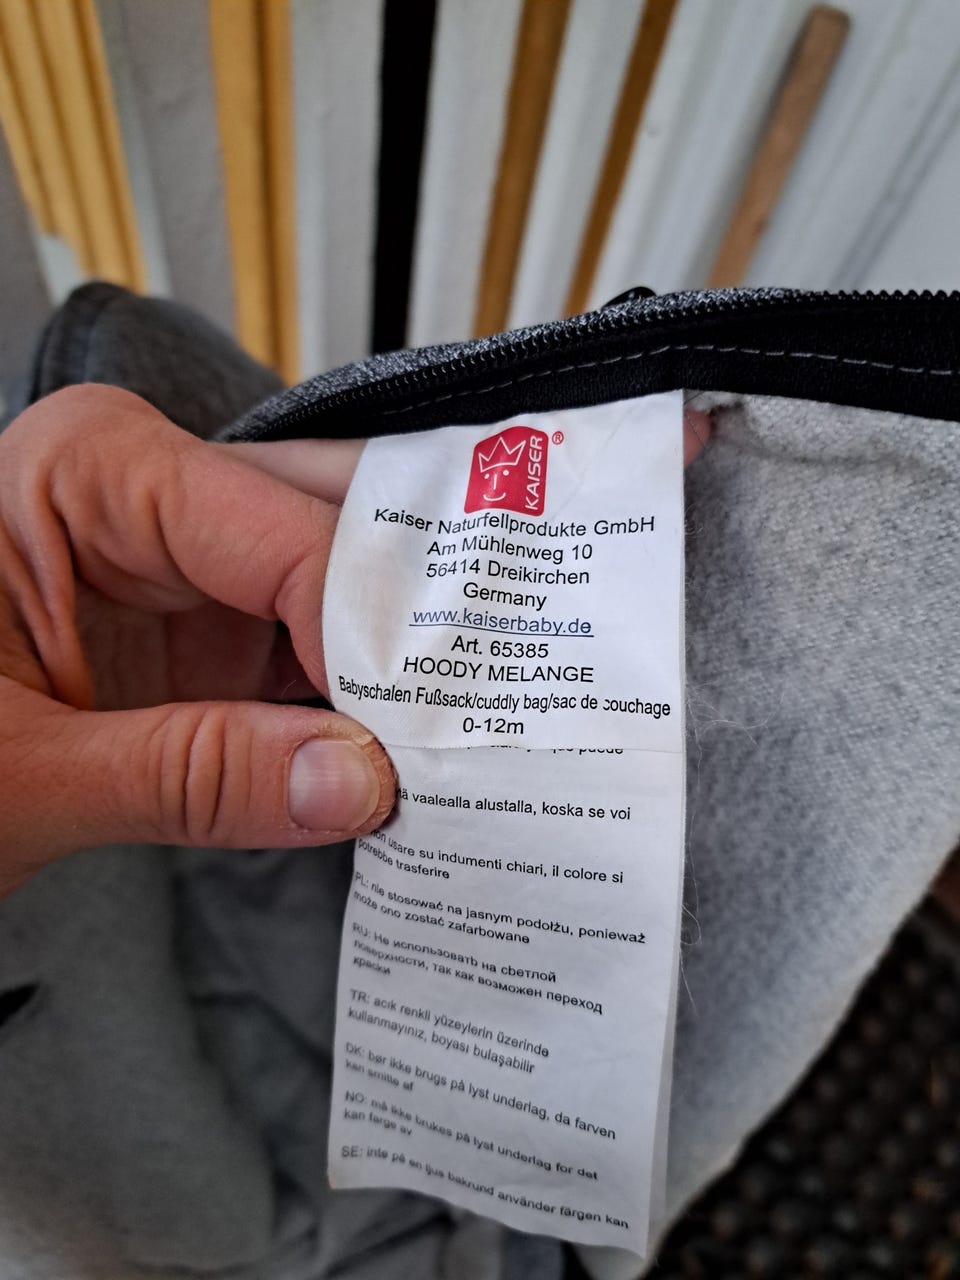 KAISER®
Kaiser Naturfellprodukte GmbH
Am Mühlenweg 10
56414 Dreikirchen
Germany
www.kaiserbaby.de
Art. 65385
HOODY MELANGE
Babyschalen Fußsack/cuddly bag/sac de couchage
0-12m
que puede
vaalealla alustalla, koska se voi
non usare su indumenti chiari, il colore si
potrebbe trasferire
PL: nie stosować na jasnym podołżu, ponieważ
może ono zostać zafarbowane
RU: Не использовать на светлой
поверхности, так как возможен переход
краски
TR: acık renkli yüzeylerin üzerinde
kullanmayınız, boyası bulaşabilir
DK: bør ikke brugs på lyst underlag, da farven
kan smitte af
NO: må ikke brukes på lyst underlag for det
kan farge av
SE: inte på en ljus bakrund använder färgen kan